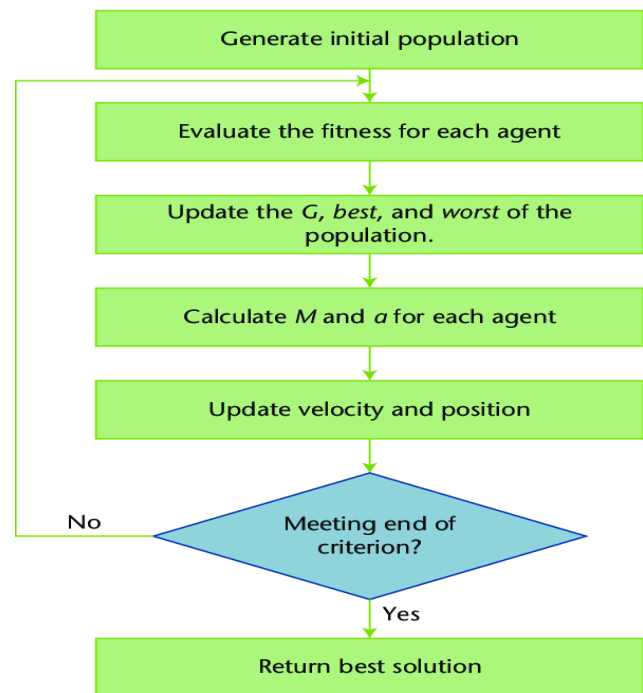 Generate initial population
Evaluate the fitness for each agent
Update the G, best, and worst of the
population.
Calculate M and a for each agent
Update velocity and position
Meeting end of
criterion?
No
Yes
Return best solution